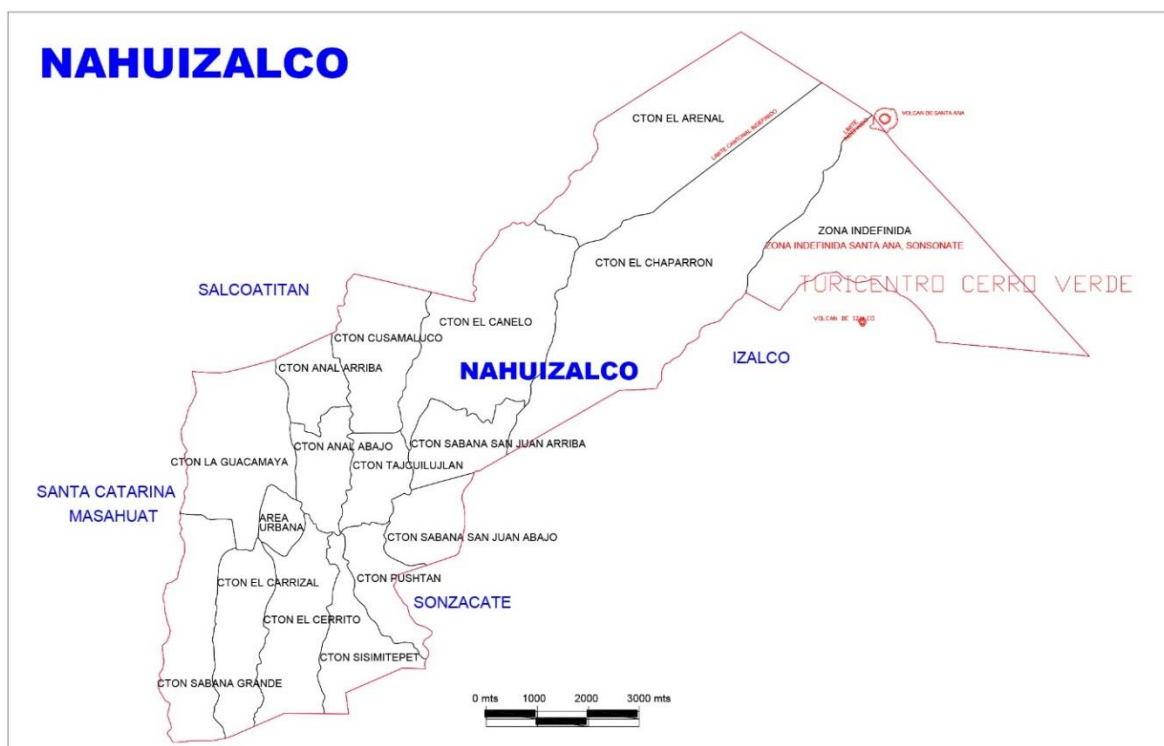 NAHUIZALCO
CTON EL ARENAL
LIMITE CANTONAL INDEFINIDO
LIMITE
INDEFINIDO
VOLCAN DE SANTA ANA
ZONA INDEFINIDA
ZONA INDEFINIDA SANTA ANA, SONSONATE
CTON EL CHAPARRON
TURICENTRO CERRO VERDE
SALCOATITAN
VOLCAN DE IZALCO
CTON EL CANELO
CTON CUSAMALUCO
IZALCO
CTON ANAL ARRIBA
NAHUIZALCO
CTON ANAL ABAJO
CTON SABANA SAN JUAN ARRIBA
CTON LA GUACAMAYA
CTON TAJCUILUJLAN
SANTA CATARINA
MASAHUAT
AREA
URBANA
CTON SABANA SAN JUAN ABAJO
CTON EL CARRIZAL
CTON PUSHTAN
SONZACATE
CTON EL CERRITO
CTON SISIMITEPET
CTON SABANA GRANDE
0 mts 1000 2000 3000 mts